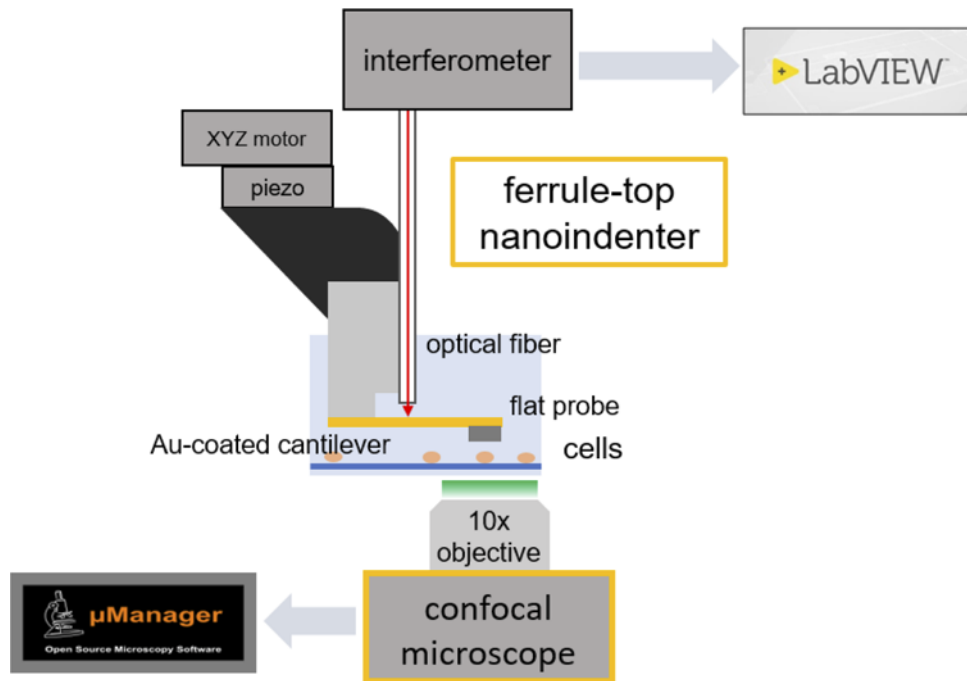 interferometer
LabVIEW™
XYZ motor
piezo
ferrule-top
nanoindenter
optical fiber
flat probe
Au-coated cantilever
cells
10x
objective
µManager
Open Source Microscopy Software
confocal
microscope